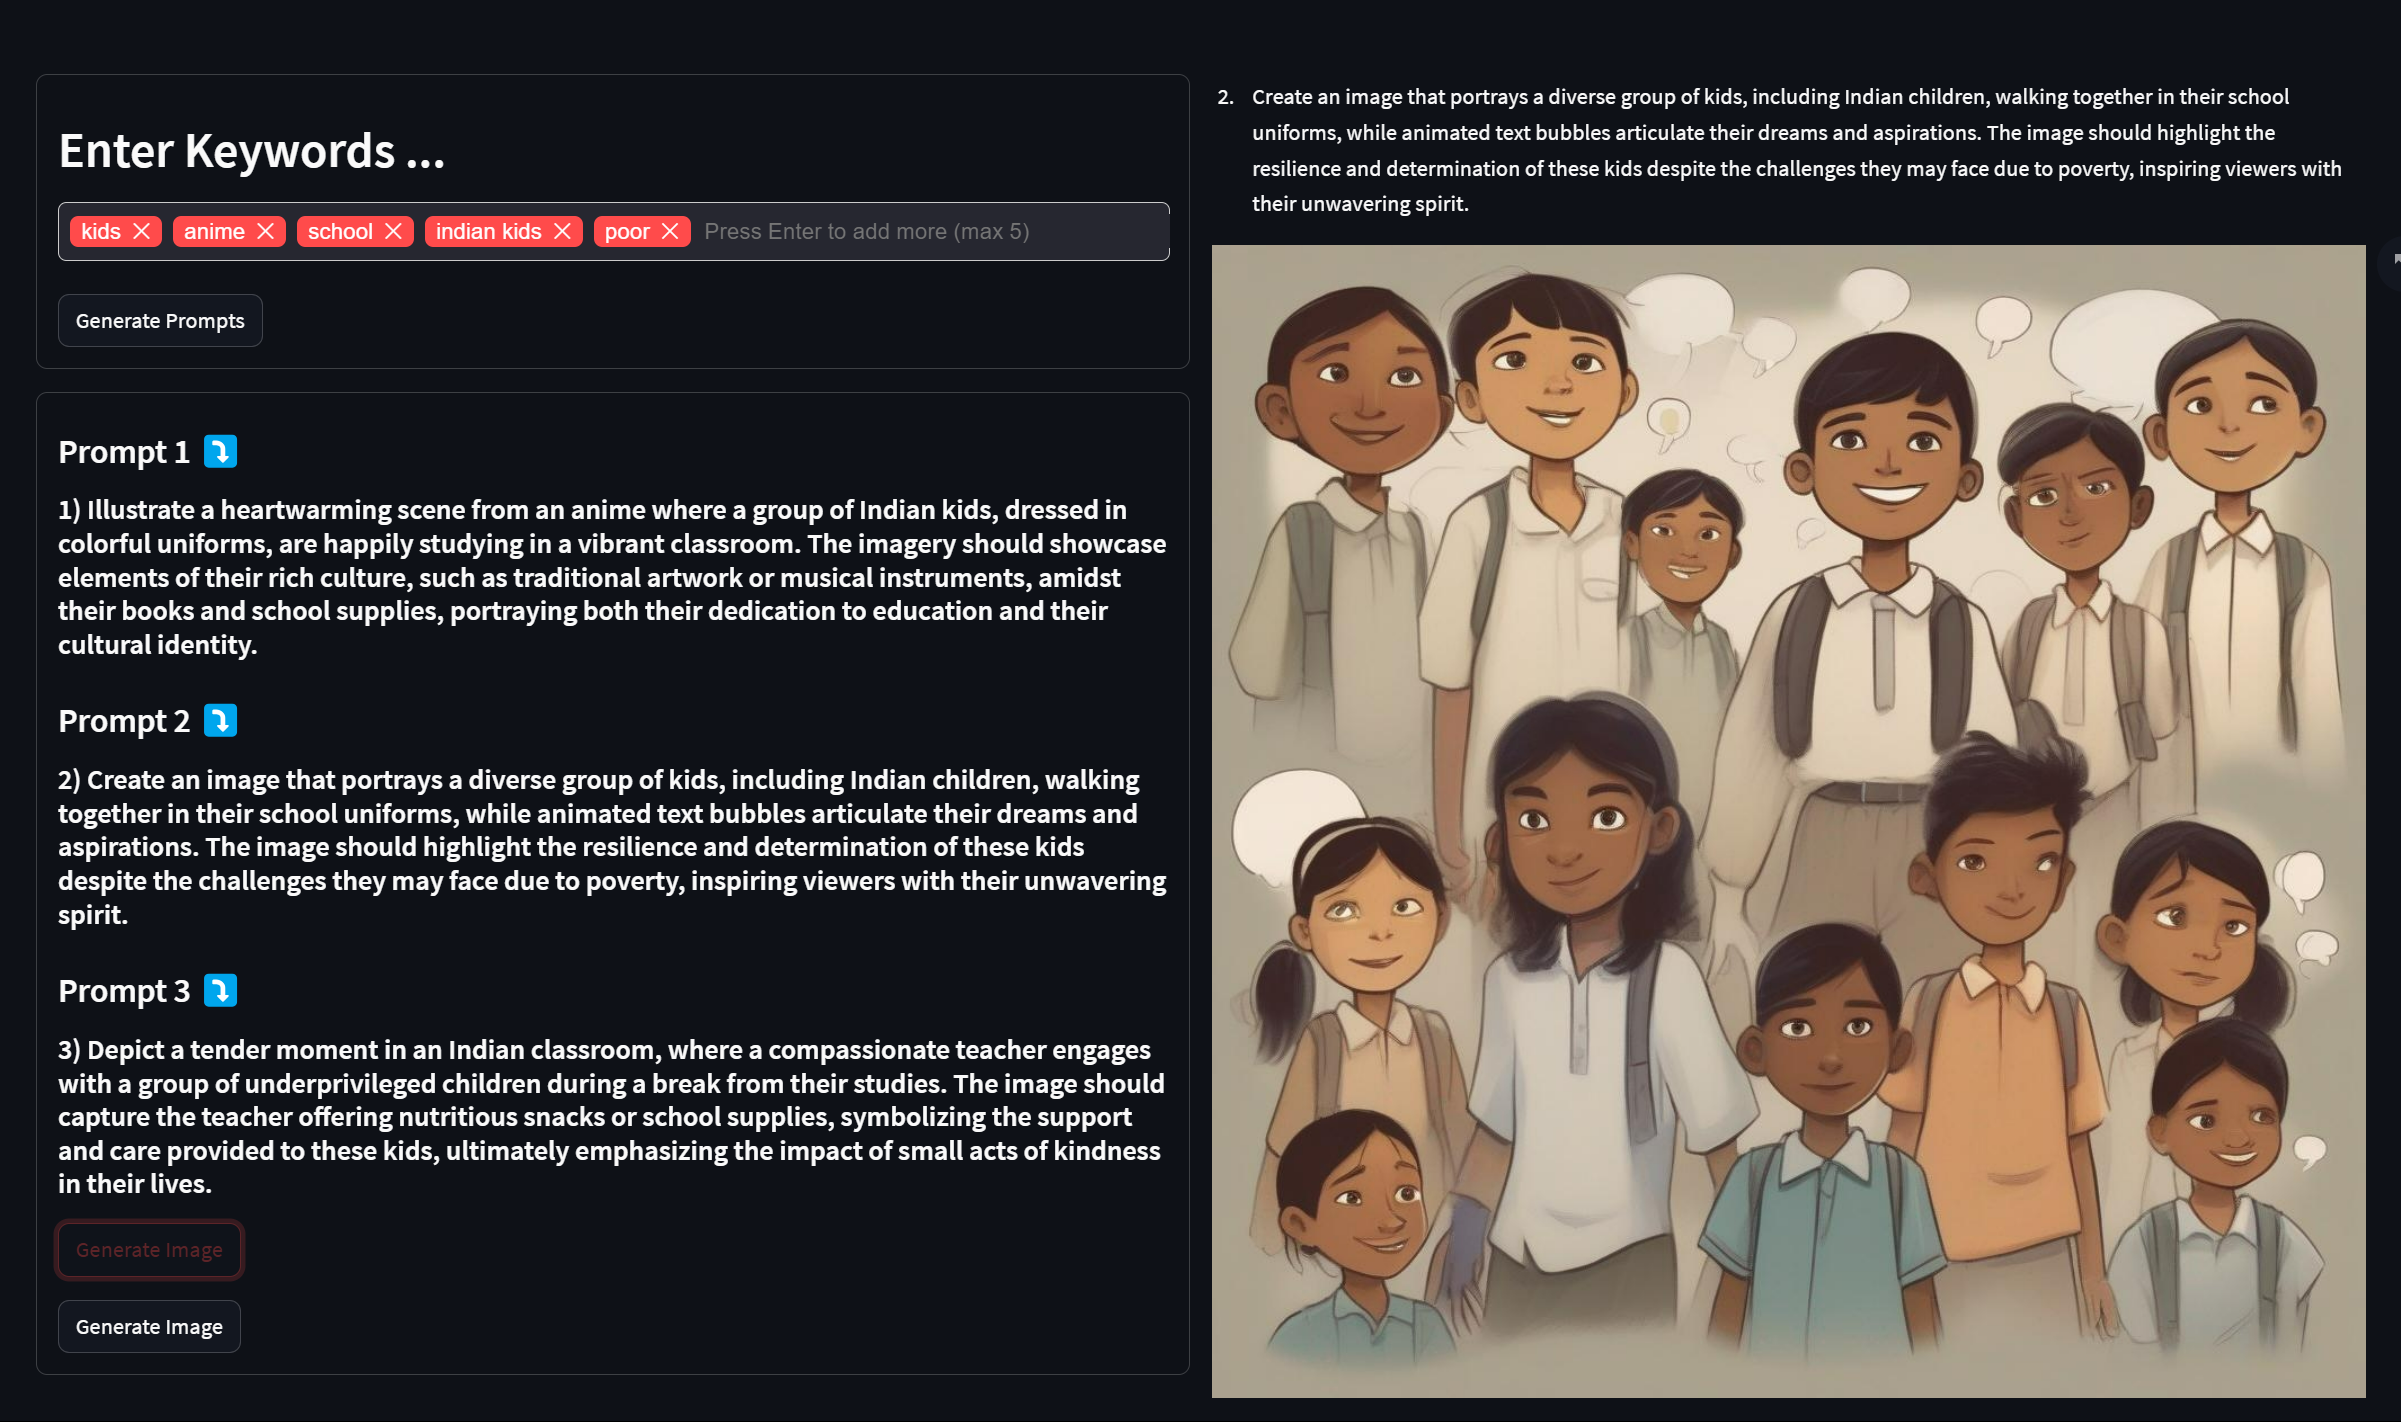 Enter Keywords ...
kids anime school indian kids poor Press Enter to add more (max 5)
Generate Prompts
Prompt 1
1) Illustrate a heartwarming scene from an anime where a group of Indian kids, dressed in
colorful uniforms, are happily studying in a vibrant classroom. The imagery should showcase
elements of their rich culture, such as traditional artwork or musical instruments, amidst
their books and school supplies, portraying both their dedication to education and their
cultural identity.
Prompt 2
2) Create an image that portrays a diverse group of kids, including Indian children, walking
together in their school uniforms, while animated text bubbles articulate their dreams and
aspirations. The image should highlight the resilience and determination of these kids
despite the challenges they may face due to poverty, inspiring viewers with their unwavering
spirit.
Prompt 3
3) Depict a tender moment in an Indian classroom, where a compassionate teacher engages
with a group of underprivileged children during a break from their studies. The image should
capture the teacher offering nutritious snacks or school supplies, symbolizing the support
and care provided to these kids, ultimately emphasizing the impact of small acts of kindness
in their lives.
Generate Image
Generate Image
2. Create an image that portrays a diverse group of kids, including Indian children, walking together in their school
uniforms, while animated text bubbles articulate their dreams and aspirations. The image should highlight the
resilience and determination of these kids despite the challenges they may face due to poverty, inspiring viewers with
their unwavering spirit.